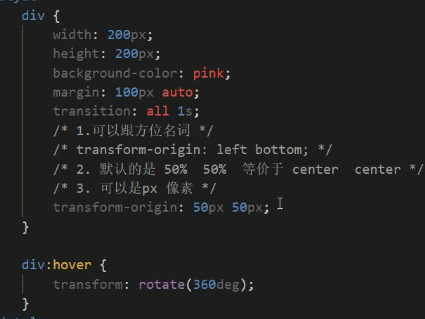 div {
width: 200px;
height: 200px;
background-color: pink;
margin: 100px auto;
transition: all 1s;
/* 1.可以跟方位名词 */
/* transform-origin: left bottom; */
/* 2. 默认的是 50%  50%  等价于 center  center */
/* 3. 可以是px 像素 */
transform-origin: 50px 50px;
}
div:hover {
transform: rotate(360deg);
}